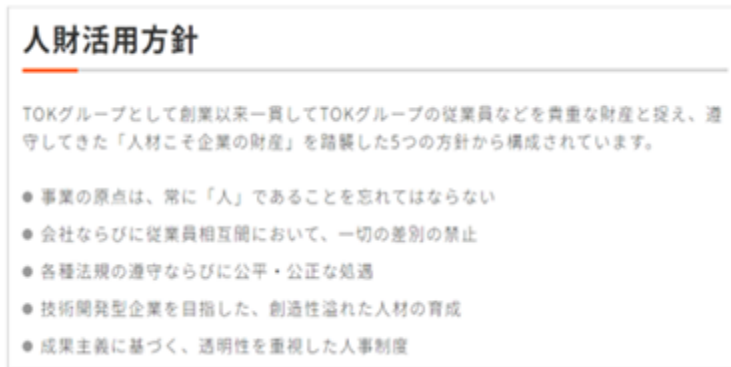 人財活用方針
TOKグループとして創業以来一貫してTOKグループの従業員などを貴重な財産と捉え、遵
守してきた「人材こそ企業の財産」を踏襲した5つの方針から構成されています。
● 事業の原点は、常に「人」であることを忘れてはならない
● 会社ならびに従業員相互間において、一切の差別の禁止
● 各種法規の遵守ならびに公平・公正な処遇
● 技術開発型企業を目指した、創造性溢れた人材の育成
● 成果主義に基づく、透明性を重視した人事制度